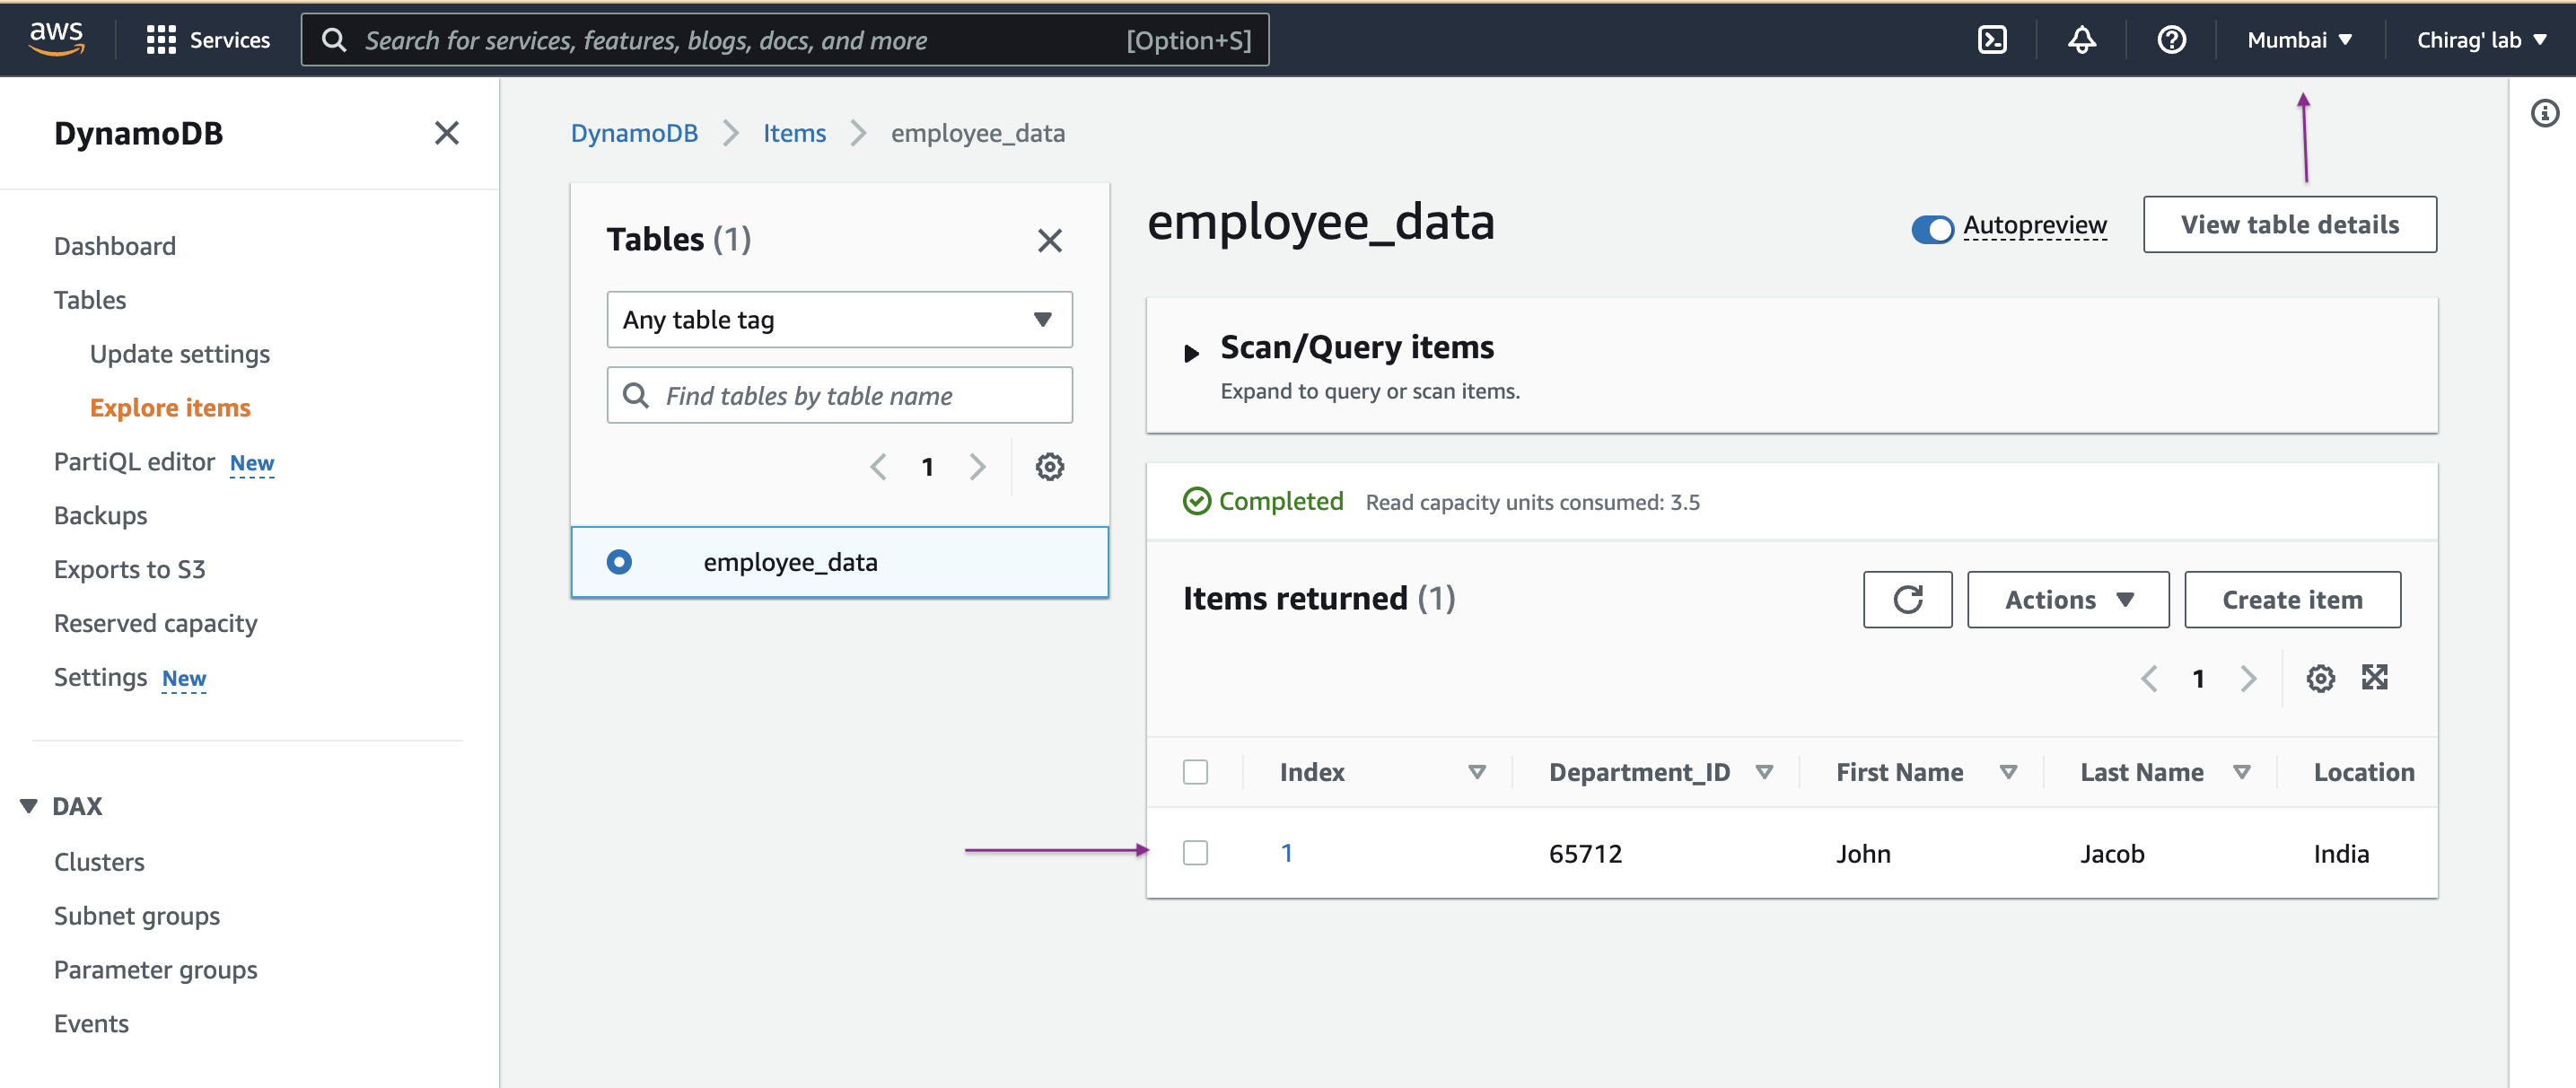 aws
Services
Search for services, features, blogs, docs, and more [Option+S]
Mumbai
Chirag' lab
DynamoDB
Dashboard
Tables
Update settings
Explore items
PartiQL editor New
Backups
Exports to S3
Reserved capacity
Settings New
DAX
Clusters
Subnet groups
Parameter groups
Events
DynamoDB Items employee_data
Tables (1)
Any table tag
Find tables by table name
1
employee_data
employee_data
Autopreview
View table details
Scan/Query items
Expand to query or scan items.
Completed Read capacity units consumed: 3.5
Items returned (1)
Actions
Create item
1
Index Department_ID First Name Last Name Location
1 65712 John Jacob India